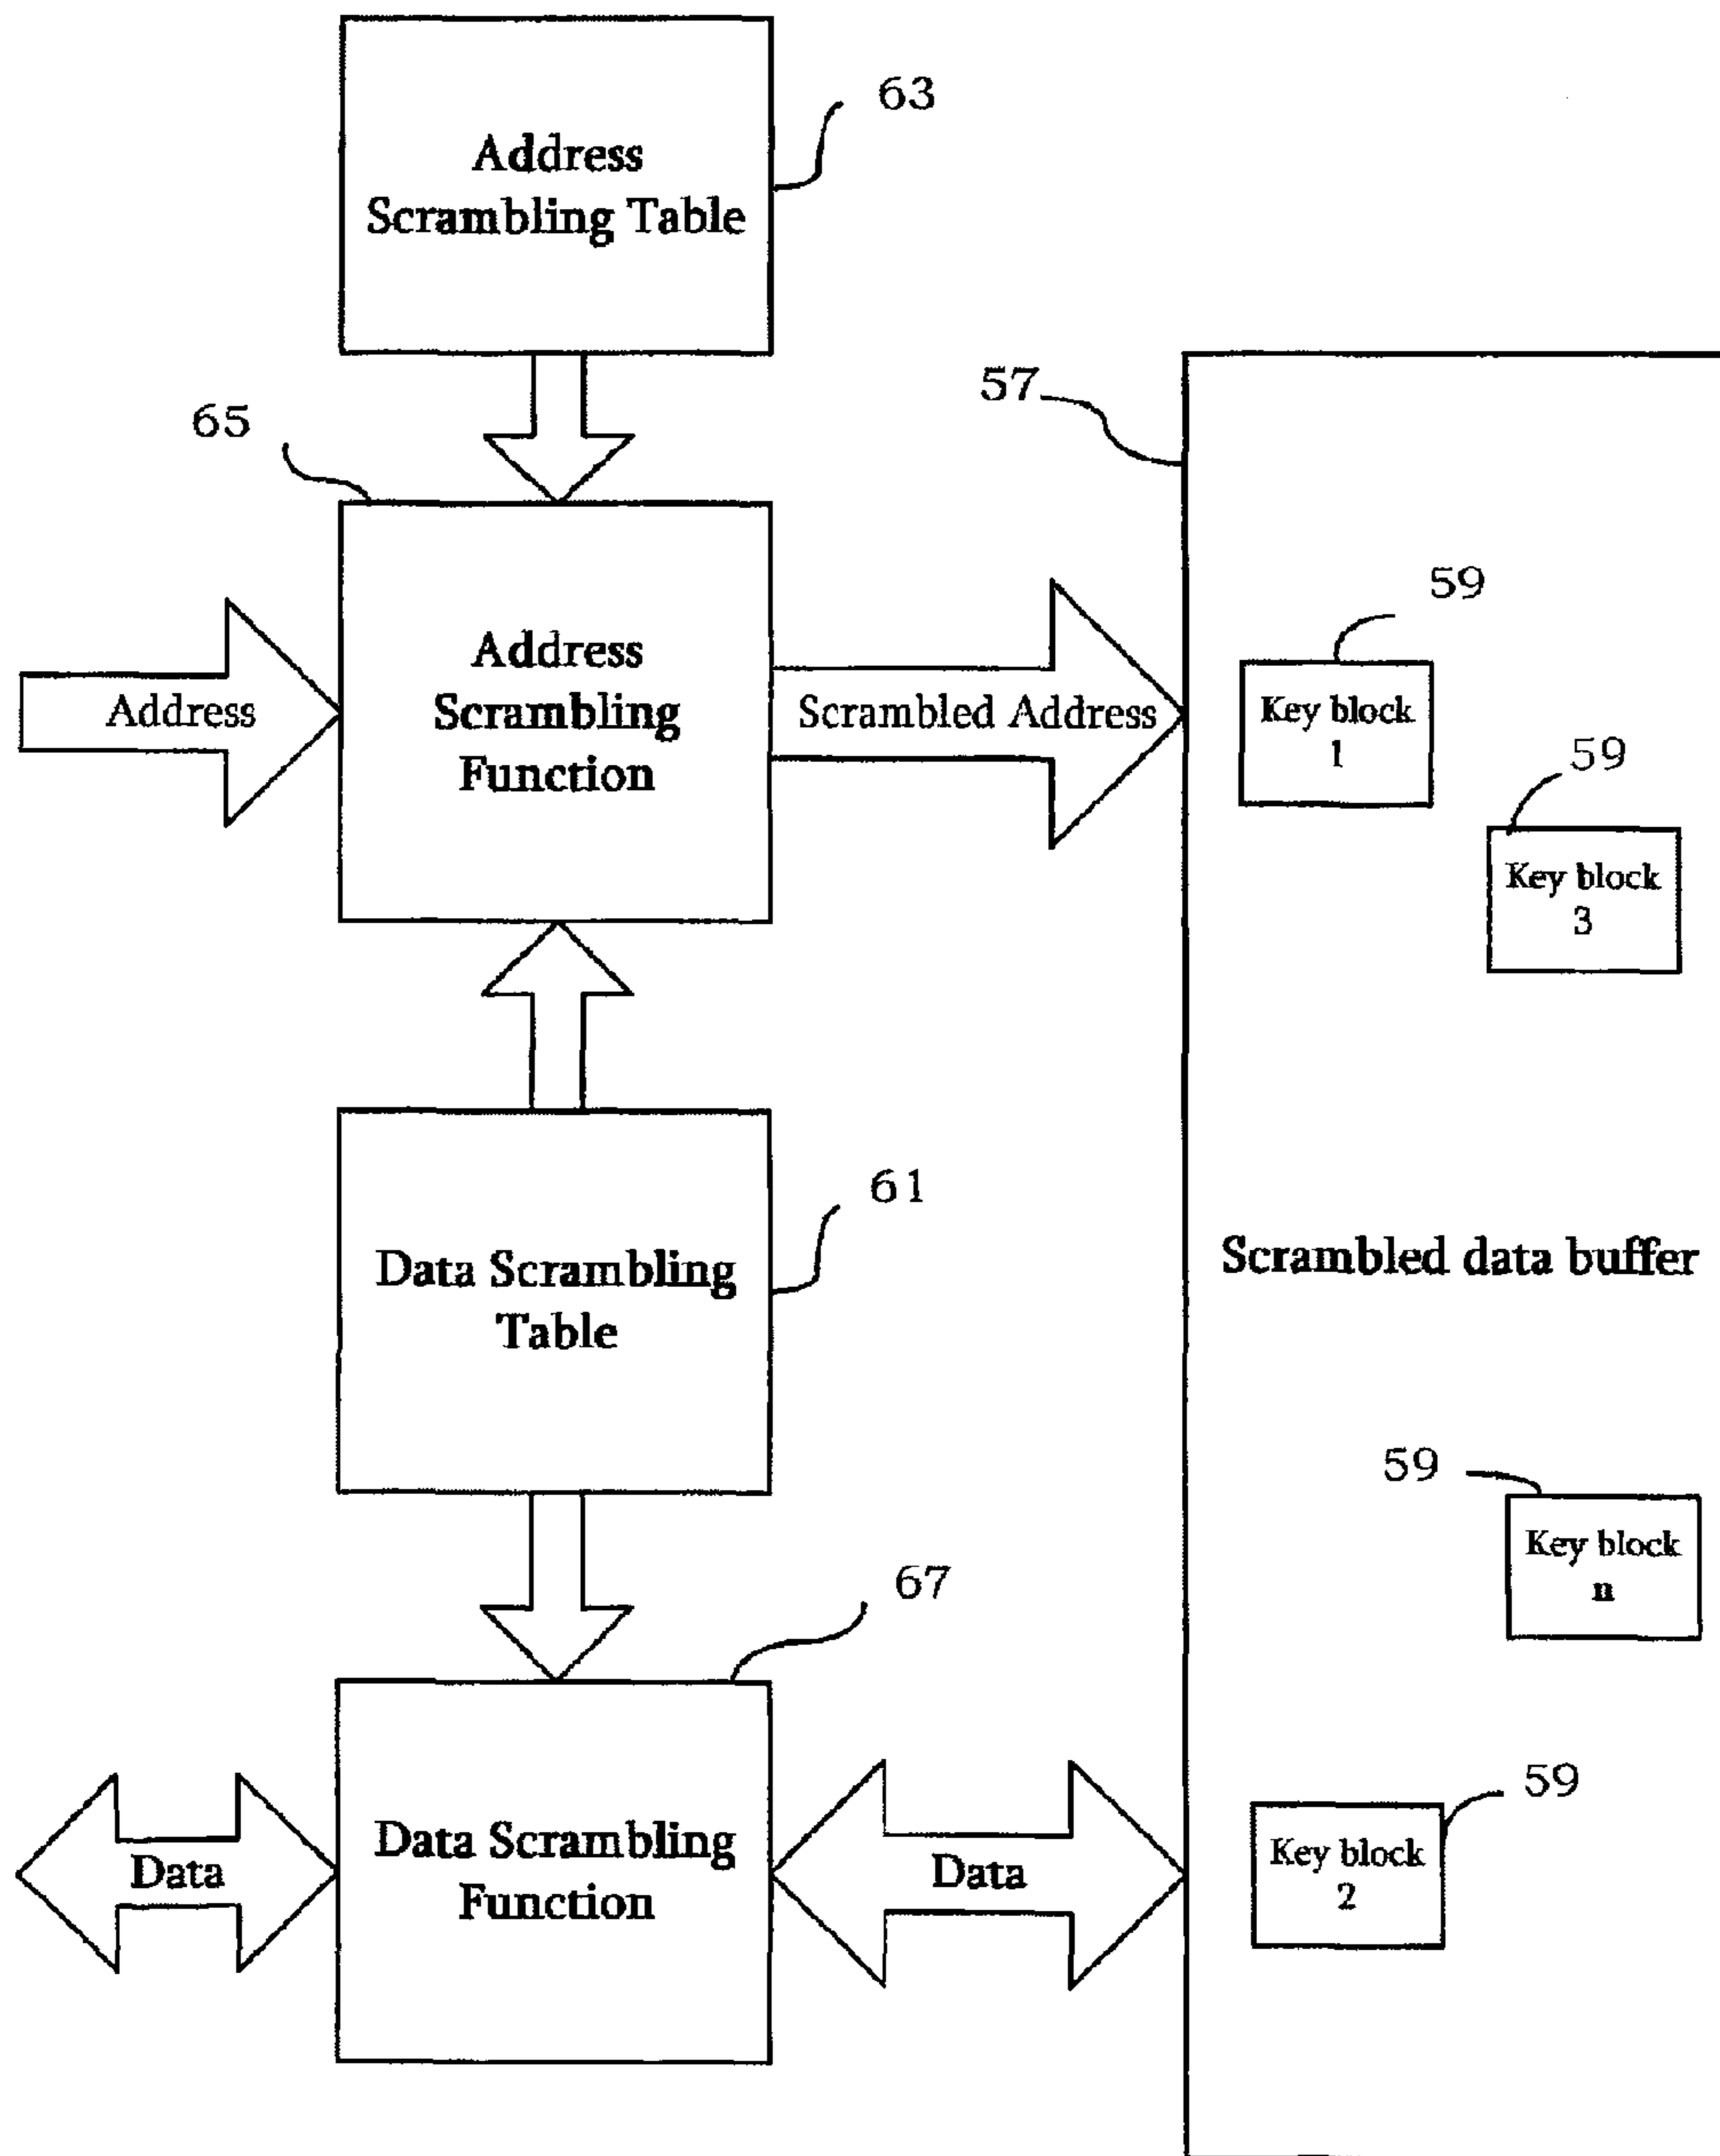 63
Address
Scrambling Table
57
65
59
Address
Scrambling
Function
Address
Scrambled Address
Key block
1
59
Key block
3
61
Data Scrambling
Table
Scrambled data buffer
59
Key block
n
67
59
Data Scrambling
Function
Data
Data
Key block
2